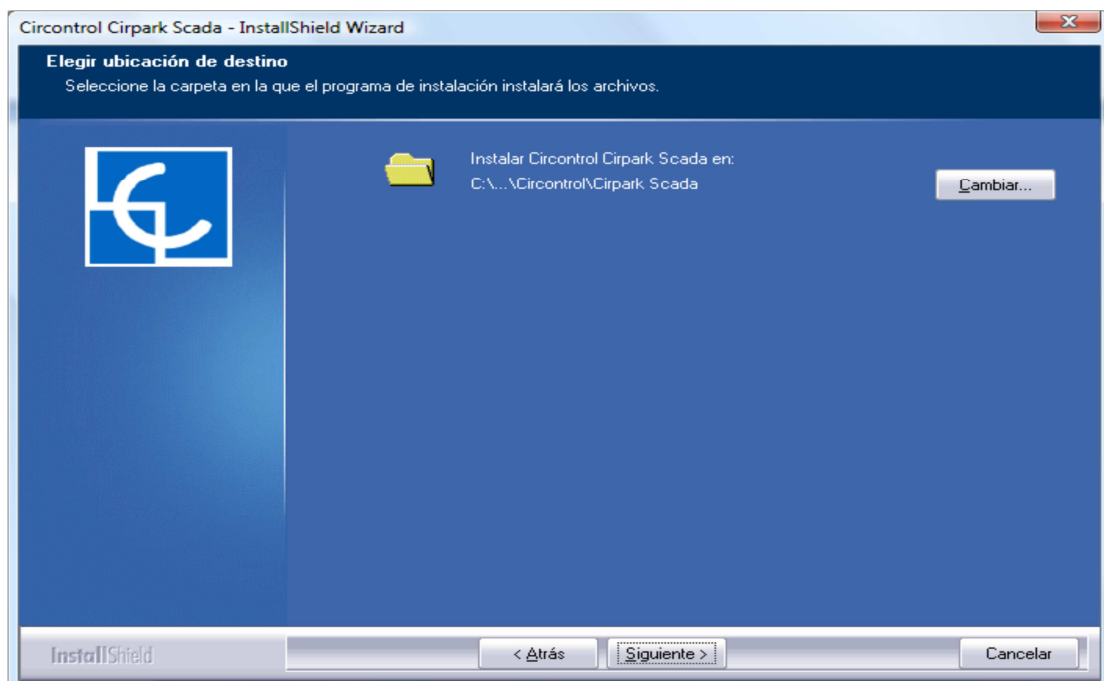 Circontrol Cirpark Scada - InstallShield Wizard
Elegir ubicación de destino
Seleccione la carpeta en la que el programa de instalación instalará los archivos.
Instalar Circontrol Cirpark Scada en:
C:\...\Circontrol\Cirpark Scada
Cambiar...
InstallShield
< Atrás
Siguiente >
Cancelar